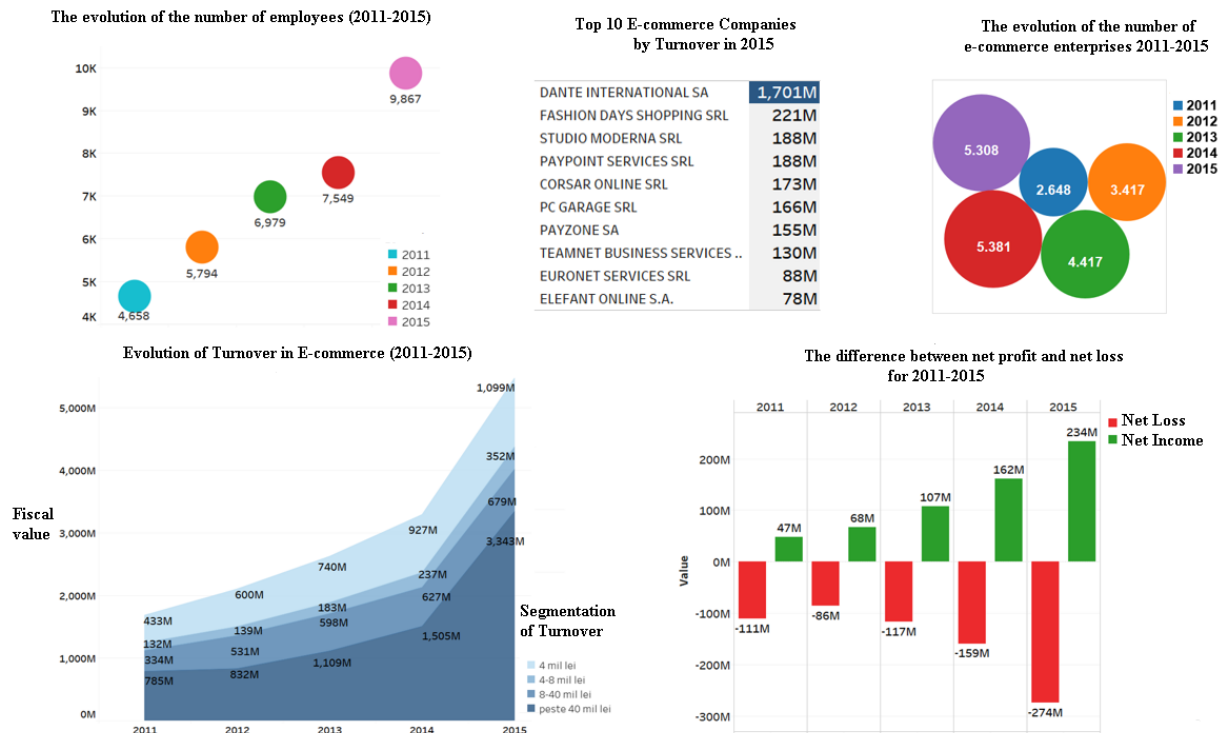 The evolution of the number of employees (2011-2015)
10K
9K
8K
7K
6K
5K
4K
9,867
7,549
6,979
5,794
4,658
2011
2012
2013
2014
2015
Top 10 E-commerce Companies
by Turnover in 2015
DANTE INTERNATIONAL SA 1,701M
FASHION DAYS SHOPPING SRL 221M
STUDIO MODERNA SRL 188M
PAYPOINT SERVICES SRL 188M
CORSAR ONLINE SRL 173M
PC GARAGE SRL 166M
PAYZONE SA 155M
TEAMNET BUSINESS SERVICES .. 130M
EURONET SERVICES SRL 88M
ELEFANT ONLINE S.A. 78M
The evolution of the number of
e-commerce enterprises 2011-2015
5.308
2.648
3.417
5.381
4.417
2011
2012
2013
2014
2015
Evolution of Turnover in E-commerce (2011-2015)
Fiscal
value
5,000M
4,000M
3,000M
2,000M
1,000M
0M
433M
132M
334M
785M
600M
139M
531M
832M
740M
183M
598M
1,109M
927M
237M
627M
1,505M
1,099M
352M
679M
3,343M
2011 2012 2013 2014 2015
Segmentation
of Turnover
4 mil lei
4-8 mil lei
8-40 mil lei
peste 40 mil lei
The difference between net profit and net loss
for 2011-2015
2011 2012 2013 2014 2015
Net Loss
Net Income
Value
200M
100M
0M
-100M
-200M
-300M
47M
68M
107M
162M
234M
-111M
-86M
-117M
-159M
-274M